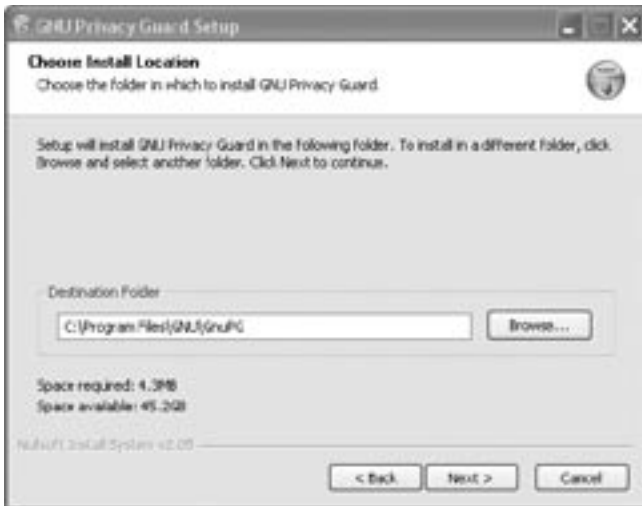 GNU Privacy Guard Setup
Choose Install Location
Choose the folder in which to install GNU Privacy Guard.
Setup will install GNU Privacy Guard in the following folder. To install in a different folder, click
Browse and select another folder. Click Next to continue.
Destination Folder
C:\Program Files\GNU\GnuPG
Browse...
Space required: 4.3MB
Space available: 45.2GB
Nullsoft Install System
< Back
Next >
Cancel